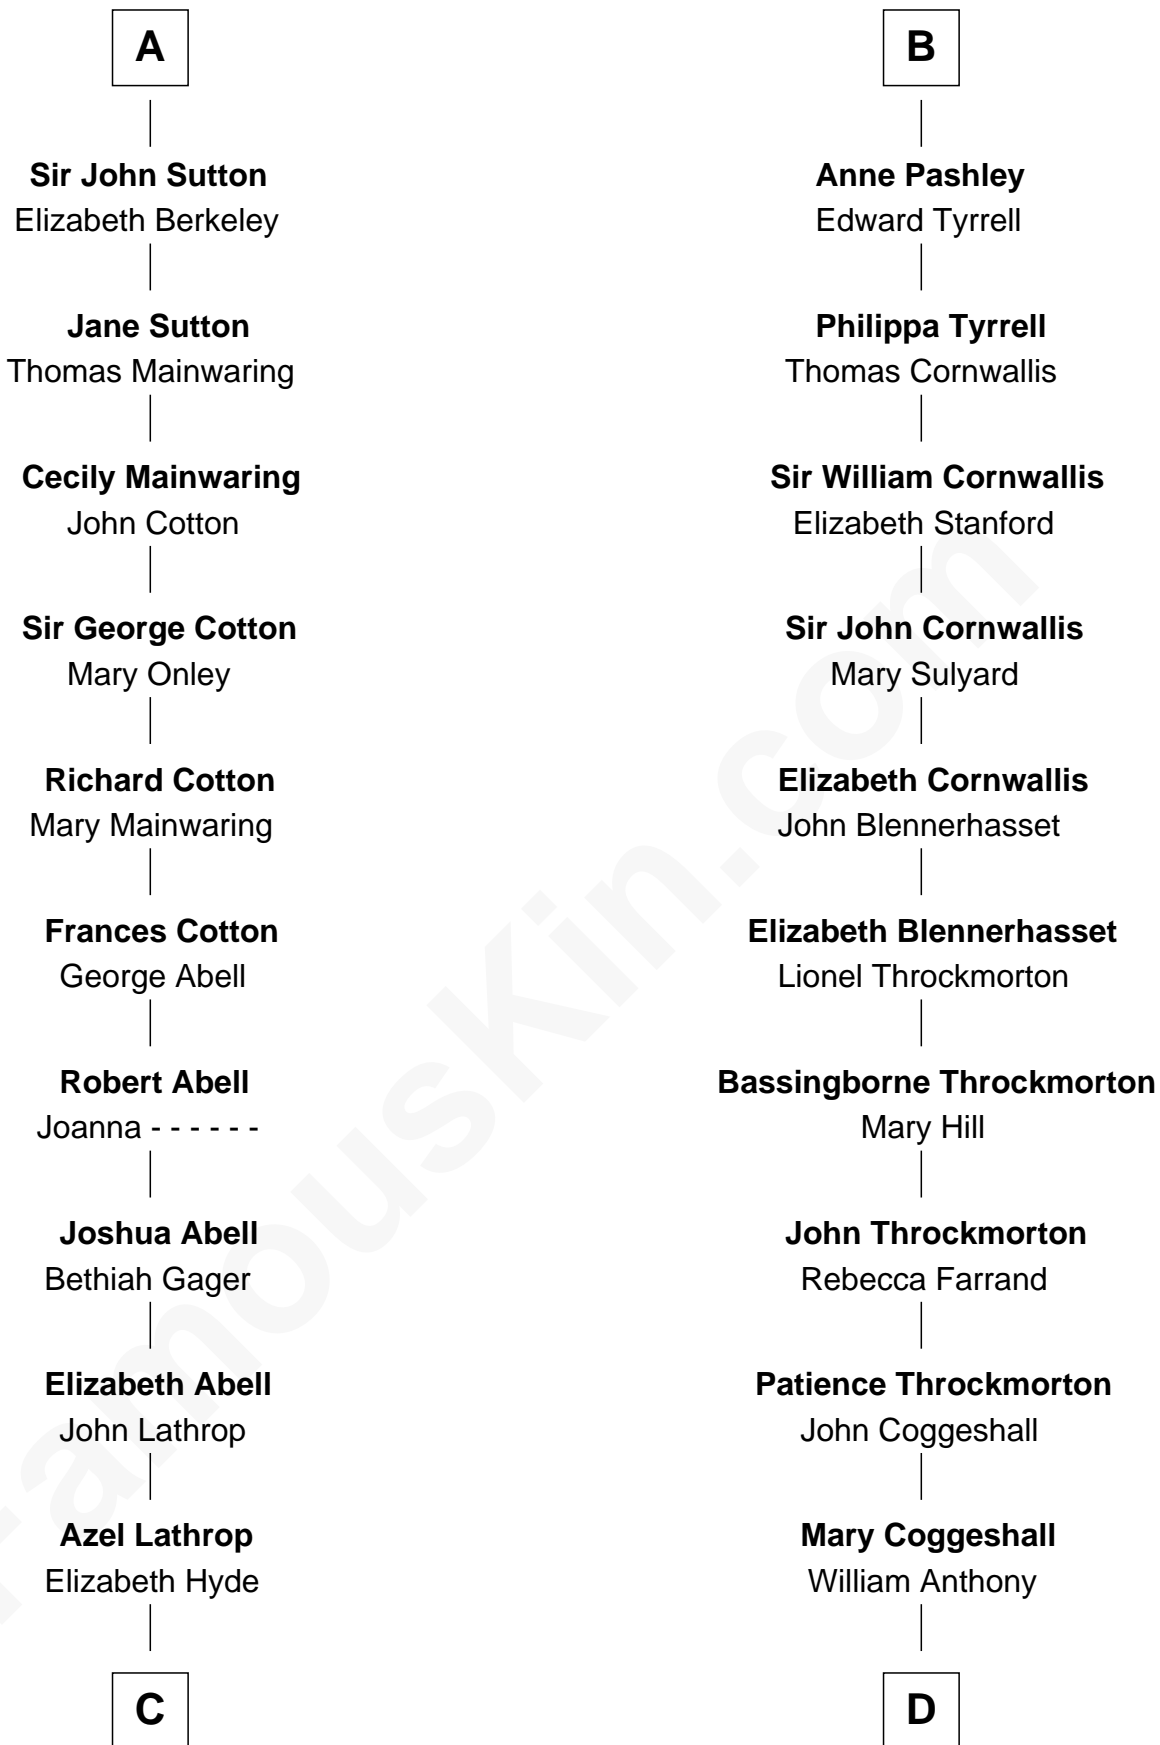 A
Sir John Sutton
Elizabeth Berkeley
Jane Sutton
Thomas Mainwaring
Cecily Mainwaring
John Cotton
Sir George Cotton
Mary Onley
Richard Cotton
Mary Mainwaring
Frances Cotton
George Abell
Robert Abell
Joanna - - - - - -
Joshua Abell
Bethiah Gager
Elizabeth Abell
John Lathrop
Azel Lathrop
Elizabeth Hyde
C
B
Anne Pashley
Edward Tyrrell
Philippa Tyrrell
Thomas Cornwallis
Sir William Cornwallis
Elizabeth Stanford
Sir John Cornwallis
Mary Sulyard
Elizabeth Cornwallis
John Blennerhasset
Elizabeth Blennerhasset
Lionel Throckmorton
Bassingborne Throckmorton
Mary Hill
John Throckmorton
Rebecca Farrand
Patience Throckmorton
John Coggeshall
Mary Coggeshall
William Anthony
D
FamousKin.com